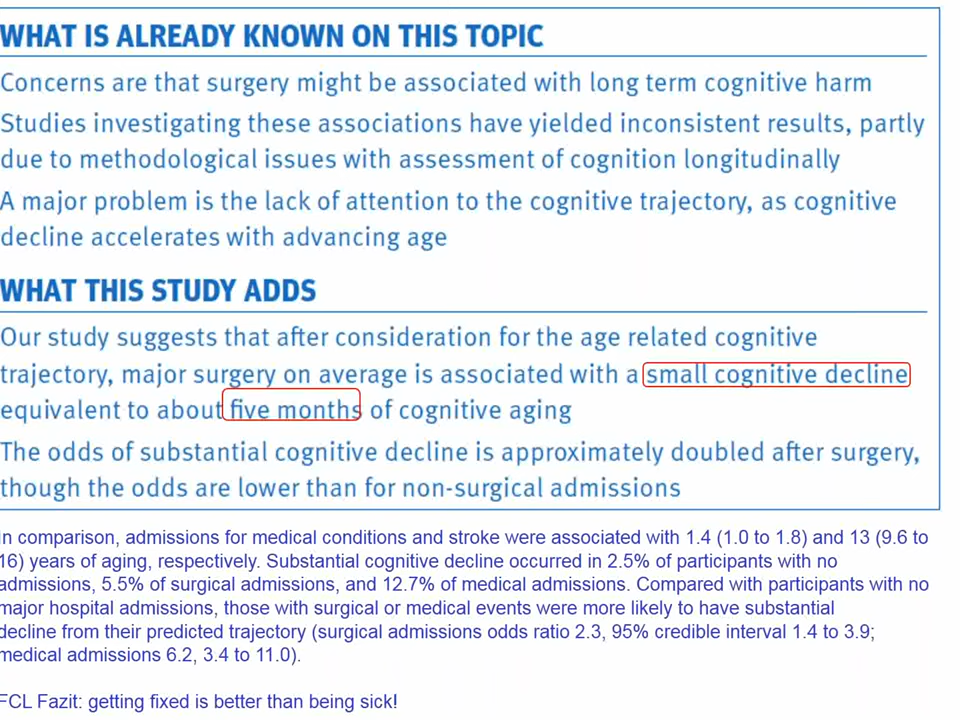 WHAT IS ALREADY KNOWN ON THIS TOPIC
Concerns are that surgery might be associated with long term cognitive harm
Studies investigating these associations have yielded inconsistent results, partly
due to methodological issues with assessment of cognition longitudinally
A major problem is the lack of attention to the cognitive trajectory, as cognitive
decline accelerates with advancing age
WHAT THIS STUDY ADDS
Our study suggests that after consideration for the age related cognitive
trajectory, major surgery on average is associated with a small cognitive decline
equivalent to about five months of cognitive aging
The odds of substantial cognitive decline is approximately doubled after surgery,
though the odds are lower than for non-surgical admissions
In comparison, admissions for medical conditions and stroke were associated with 1.4 (1.0 to 1.8) and 13 (9.6 to
16) years of aging, respectively. Substantial cognitive decline occurred in 2.5% of participants with no
admissions, 5.5% of surgical admissions, and 12.7% of medical admissions. Compared with participants with no
major hospital admissions, those with surgical or medical events were more likely to have substantial
decline from their predicted trajectory (surgical admissions odds ratio 2.3, 95% credible interval 1.4 to 3.9;
medical admissions 6.2, 3.4 to 11.0).
FCL Fazit: getting fixed is better than being sick!